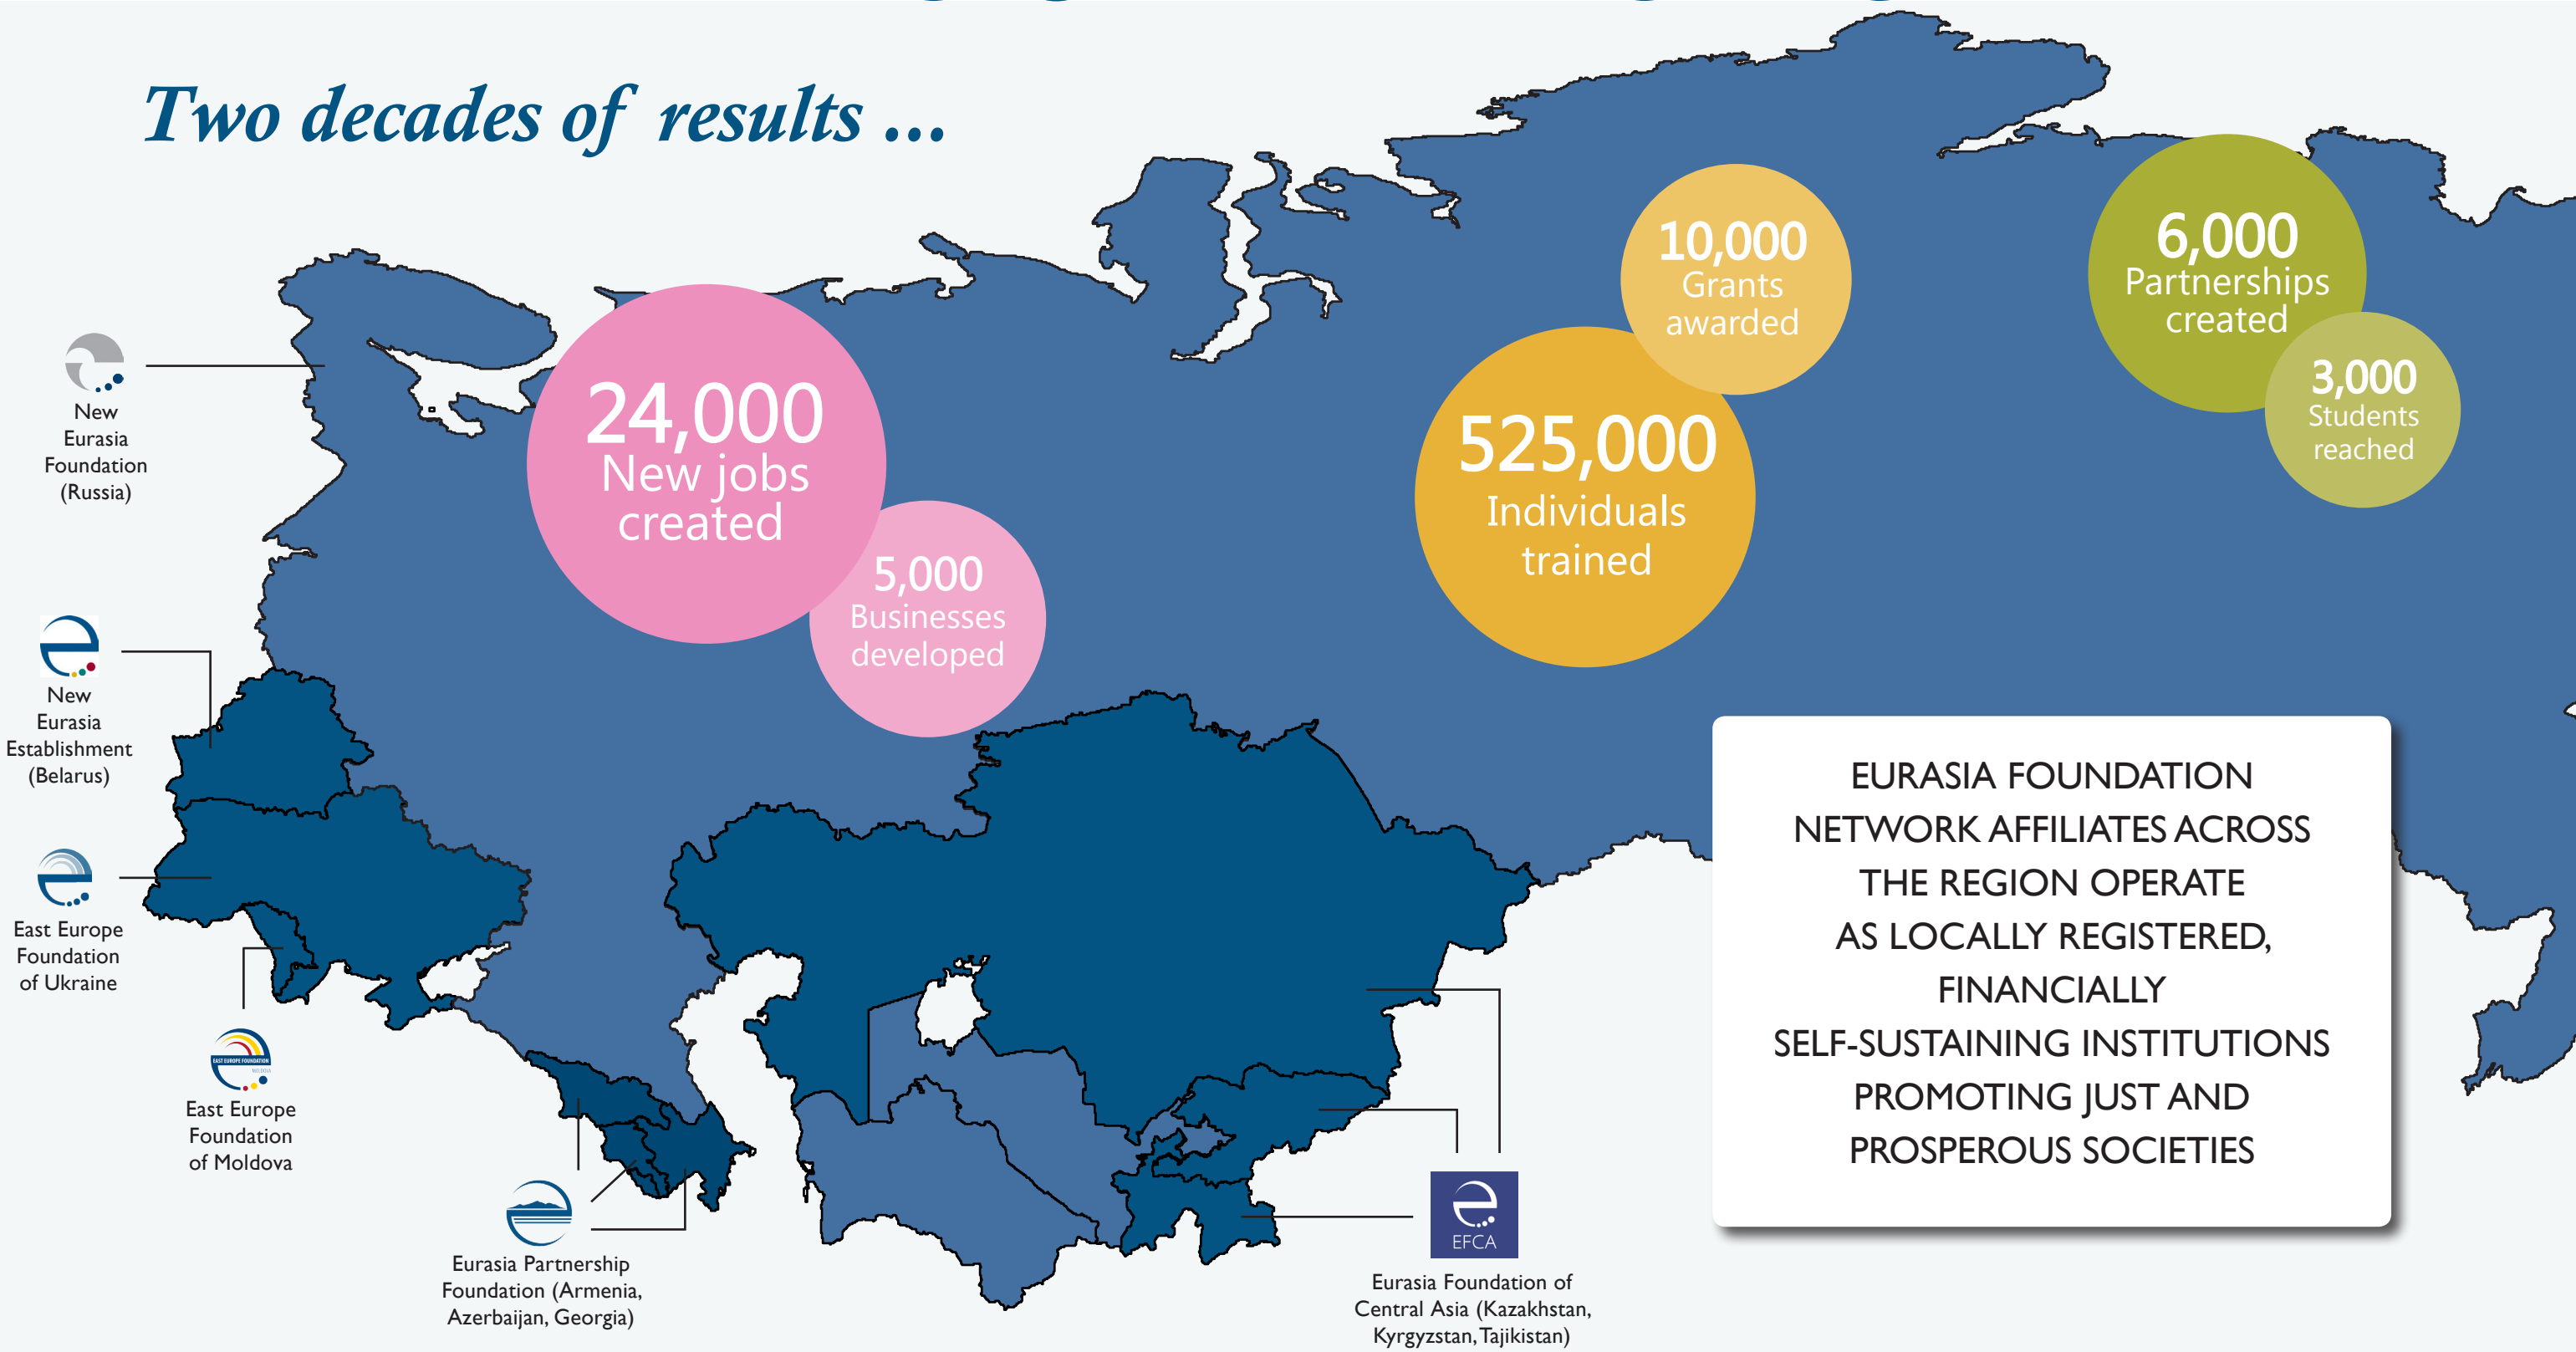 Two decades of results ...
10,000
Grants
awarded
6,000
Partnerships
created
3,000
Students
reached
24,000
New jobs
created
525,000
Individuals
trained
5,000
Businesses
developed
New
Eurasia
Foundation
(Russia)
New
Eurasia
Establishment
(Belarus)
East Europe
Foundation
of Ukraine
EAST EUROPE FOUNDATION
MOLDOVA
East Europe
Foundation
of Moldova
Eurasia Partnership
Foundation (Armenia,
Azerbaijan, Georgia)
EFCA
Eurasia Foundation of
Central Asia (Kazakhstan,
Kyrgyzstan, Tajikistan)
EURASIA FOUNDATION
NETWORK AFFILIATES ACROSS
THE REGION OPERATE
AS LOCALLY REGISTERED,
FINANCIALLY
SELF-SUSTAINING INSTITUTIONS
PROMOTING JUST AND
PROSPEROUS SOCIETIES